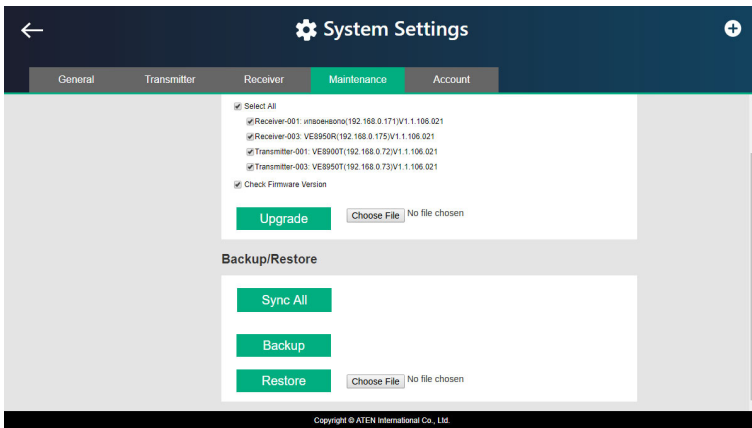 System Settings
General Transmitter Receiver Maintenance Account
Select All
Receiver-001: ипвоенвопо(192.168.0.171)V1.1.106.021
Receiver-003: VE8950R(192.168.0.175)V1.1.106.021
Transmitter-001: VE8900T(192.168.0.72)V1.1.106.021
Transmitter-003: VE8950T(192.168.0.73)V1.1.106.021
Check Firmware Version
Upgrade Choose File No file chosen
Backup/Restore
Sync All
Backup
Restore Choose File No file chosen
Copyright © ATEN International Co., Ltd.